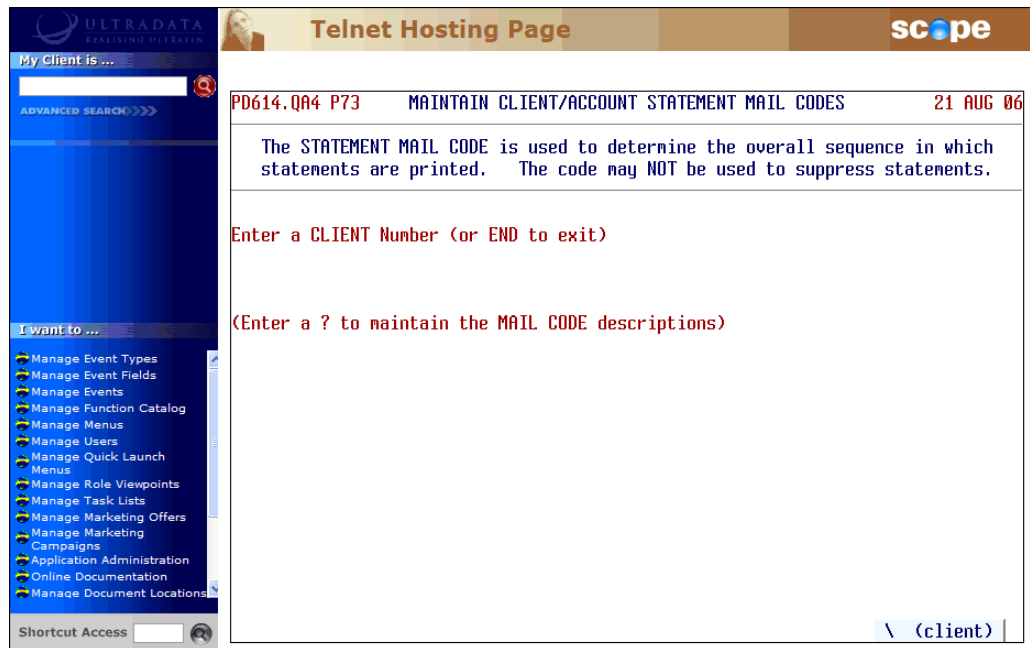 ULTRADATA
REALISING ULTRAFIN
Telnet Hosting Page
scope
My Client is ...
ADVANCED SEARCH
PD614.QA4 P73 MAINTAIN CLIENT/ACCOUNT STATEMENT MAIL CODES 21 AUG 06
The STATEMENT MAIL CODE is used to determine the overall sequence in which
statements are printed. The code may NOT be used to suppress statements.
Enter a CLIENT Number (or END to exit)
(Enter a ? to maintain the MAIL CODE descriptions)
I want to ...
Manage Event Types
Manage Event Fields
Manage Events
Manage Function Catalog
Manage Menus
Manage Users
Manage Quick Launch
Menus
Manage Role Viewpoints
Manage Task Lists
Manage Marketing Offers
Manage Marketing
Campaigns
Application Administration
Online Documentation
Manage Document Locations
Shortcut Access
\ (client)